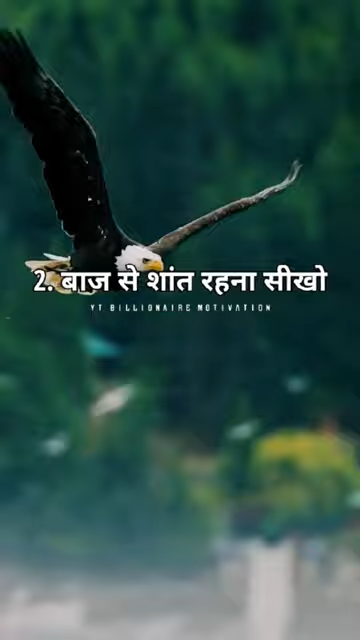 2. बाज से शांत रहना सीखो
YT BILLIONAIRE MOTIVATION